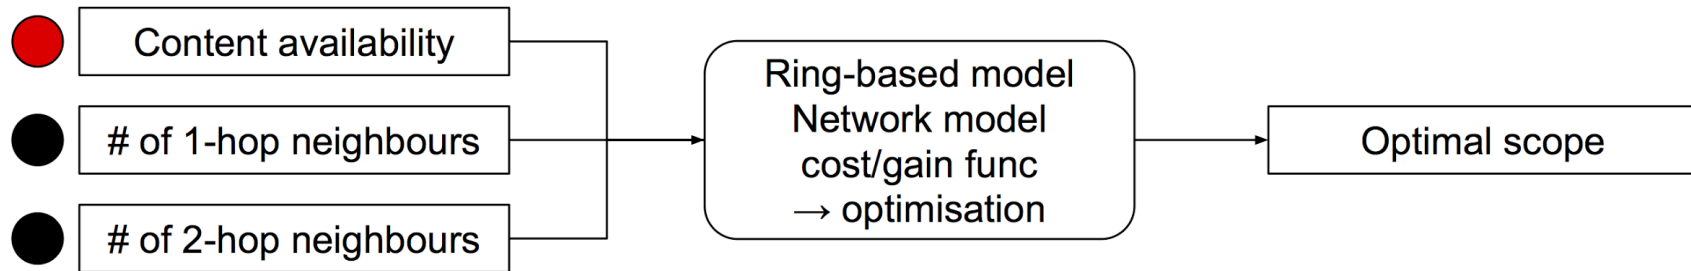 Content availability
# of 1-hop neighbours
# of 2-hop neighbours
Ring-based model
Network model
cost/gain func
→ optimisation
Optimal scope